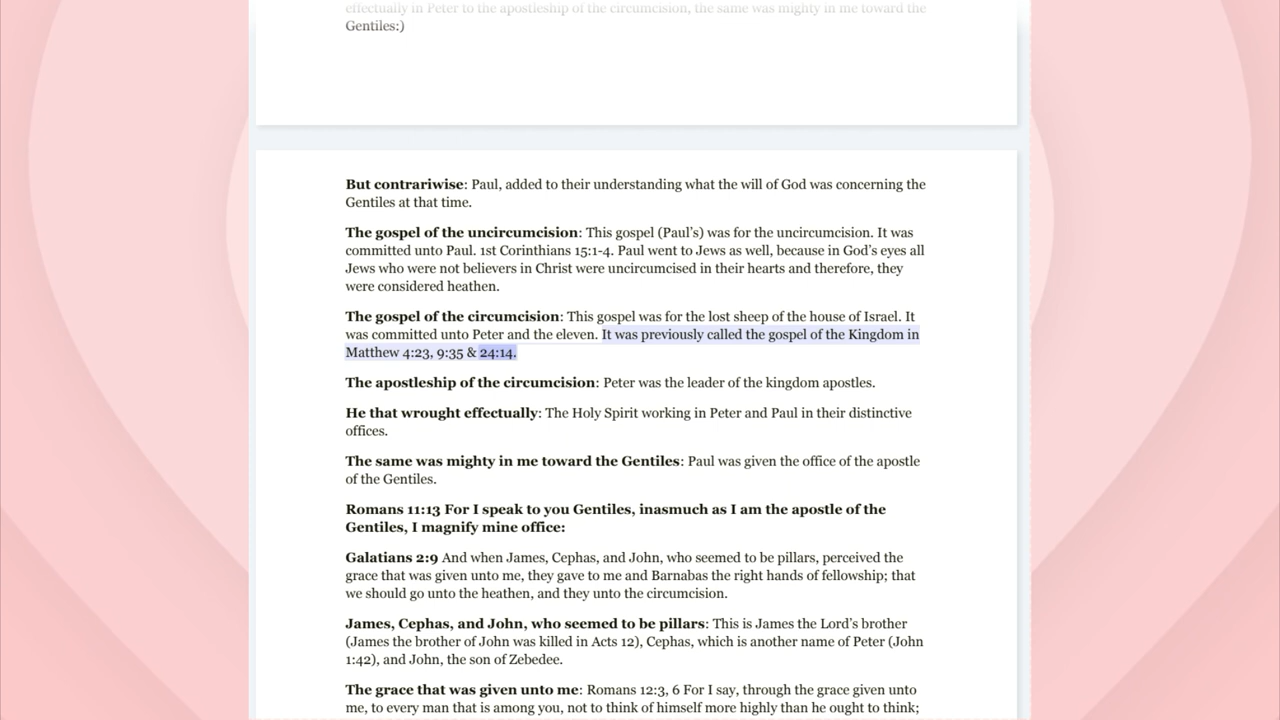 effectually in Peter to the apostleship of the circumcision, the same was mighty in me toward the
Gentiles:)
But contrariwise: Paul, added to their understanding what the will of God was concerning the
Gentiles at that time.
The gospel of the uncircumcision: This gospel (Paul’s) was for the uncircumcision. It was
committed unto Paul. 1st Corinthians 15:1-4. Paul went to Jews as well, because in God’s eyes all
Jews who were not believers in Christ were uncircumcised in their hearts and therefore, they
were considered heathen.
The gospel of the circumcision: This gospel was for the lost sheep of the house of Israel. It
was committed unto Peter and the eleven. It was previously called the gospel of the Kingdom in
Matthew 4:23, 9:35 & 24:14.
The apostleship of the circumcision: Peter was the leader of the kingdom apostles.
He that wrought effectually: The Holy Spirit working in Peter and Paul in their distinctive
offices.
The same was mighty in me toward the Gentiles: Paul was given the office of the apostle
of the Gentiles.
Romans 11:13 For I speak to you Gentiles, inasmuch as I am the apostle of the
Gentiles, I magnify mine office:
Galatians 2:9 And when James, Cephas, and John, who seemed to be pillars, perceived the
grace that was given unto me, they gave to me and Barnabas the right hands of fellowship; that
we should go unto the heathen, and they unto the circumcision.
James, Cephas, and John, who seemed to be pillars: This is James the Lord’s brother
(James the brother of John was killed in Acts 12), Cephas, which is another name of Peter (John
1:42), and John, the son of Zebedee.
The grace that was given unto me: Romans 12:3, 6 For I say, through the grace given unto
me, to every man that is among you, not to think of himself more highly than he ought to think;